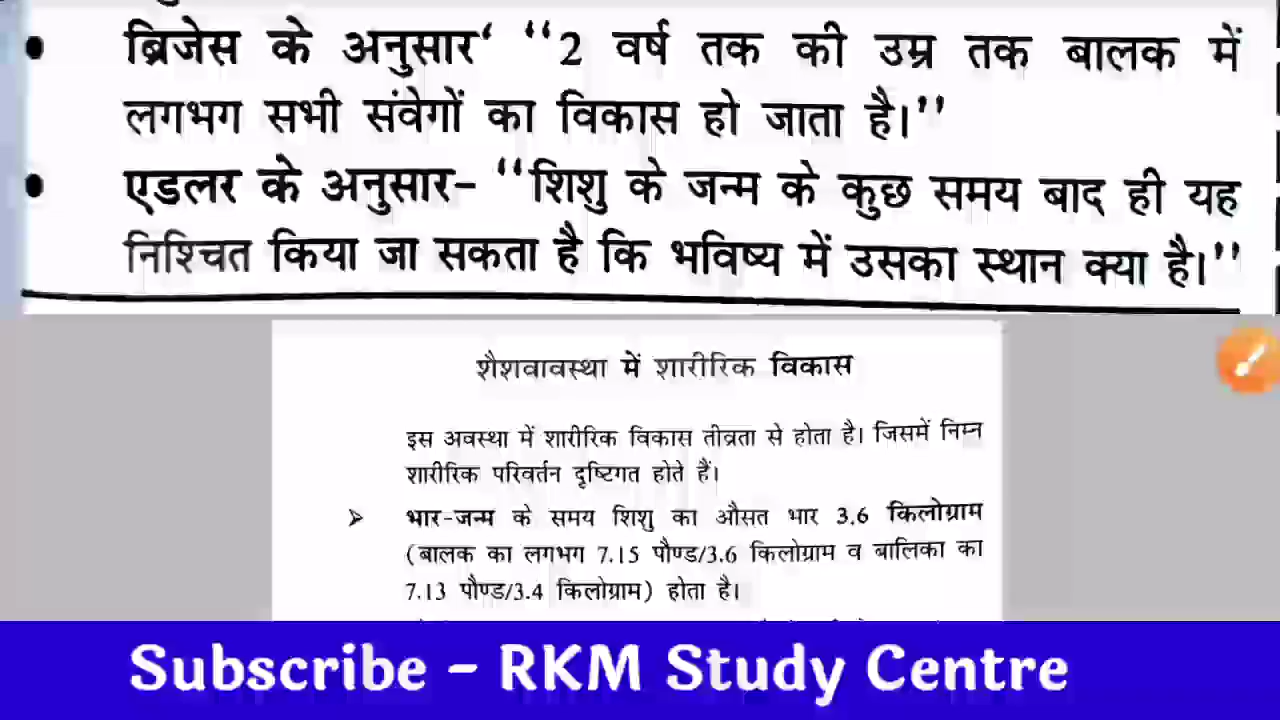 • ब्रिजेस के अनुसार‘ “2 वर्ष तक की उम्र तक बालक में
लगभग सभी संवेगों का विकास हो जाता है।”
• एडलर के अनुसार– “शिशु के जन्म के कुछ समय बाद ही यह
निश्चित किया जा सकता है कि भविष्य में उसका स्थान क्या है।”
शैशवावस्था में शारीरिक विकास
इस अवस्था में शारीरिक विकास तीव्रता से होता है। जिसमें निम्न
शारीरिक परिवर्तन दृष्टिगत होते हैं।
➢ भार-जन्म के समय शिशु का औसत भार 3.6 किलोग्राम
(बालक का लगभग 7.15 पौण्ड/3.6 किलोग्राम व बालिका का
7.13 पौण्ड/3.4 किलोग्राम) होता है।
Subscribe - RKM Study Centre